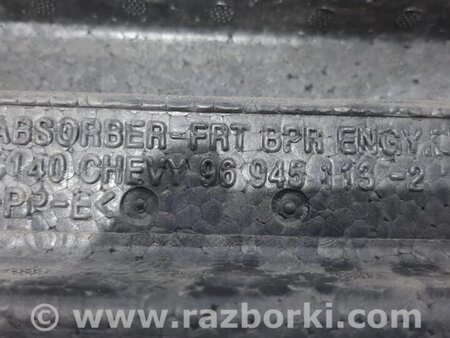 ABSORBER-FRT BPR ENGY
140 CHEVY 96 945 113-2
PP-E<
© www.razborki.com